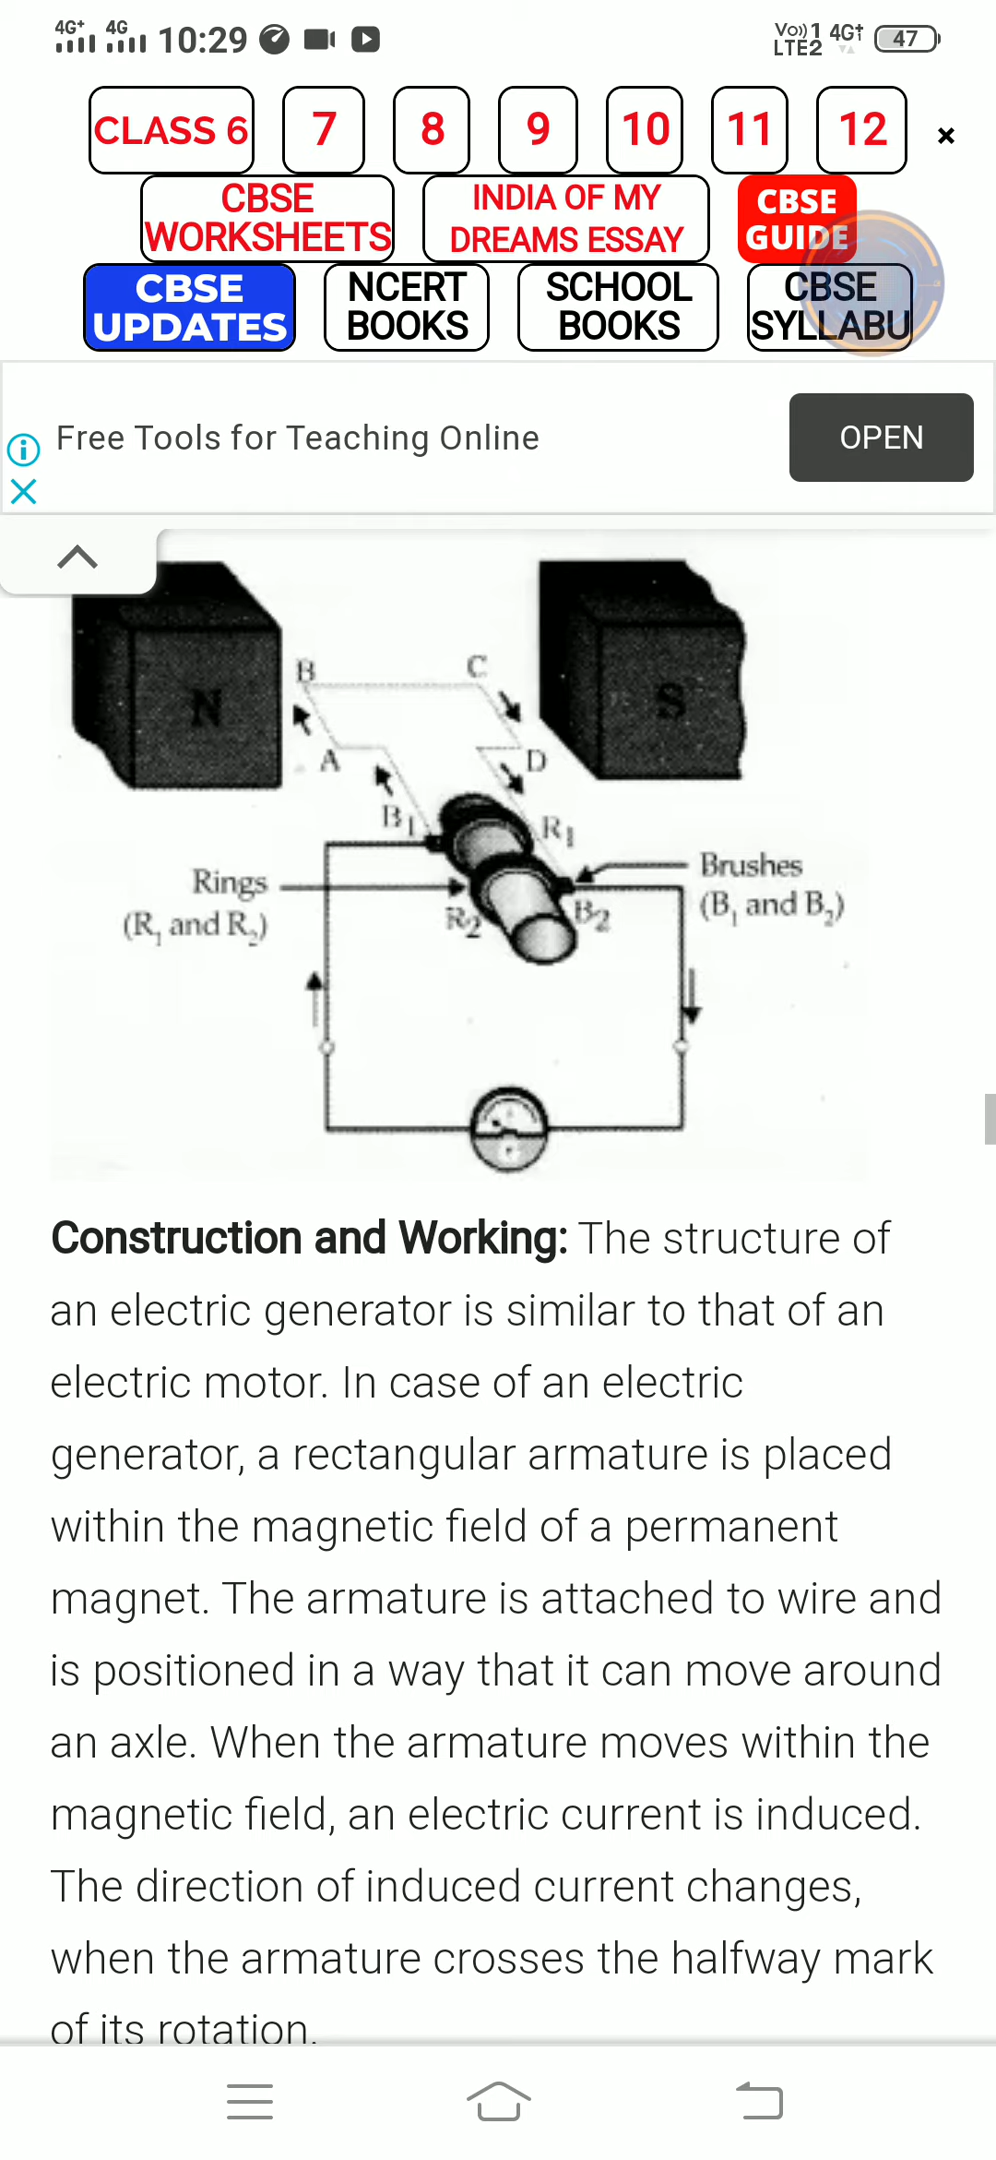 4G+ 4G 10:29 Vo))1 4G↑ LTE2 47
CLASS 6 7 8 9 10 11 12 ×
CBSE WORKSHEETS
INDIA OF MY DREAMS ESSAY
CBSE GUIDE
CBSE UPDATES
NCERT BOOKS
SCHOOL BOOKS
CBSE SYLLABU
Free Tools for Teaching Online
OPEN
N
S
B
C
A
D
B1
R1
Rings
(R1 and R2)
Brushes
(B1 and B2)
R2
B2
Construction and Working: The structure of
an electric generator is similar to that of an
electric motor. In case of an electric
generator, a rectangular armature is placed
within the magnetic field of a permanent
magnet. The armature is attached to wire and
is positioned in a way that it can move around
an axle. When the armature moves within the
magnetic field, an electric current is induced.
The direction of induced current changes,
when the armature crosses the halfway mark
of its rotation.